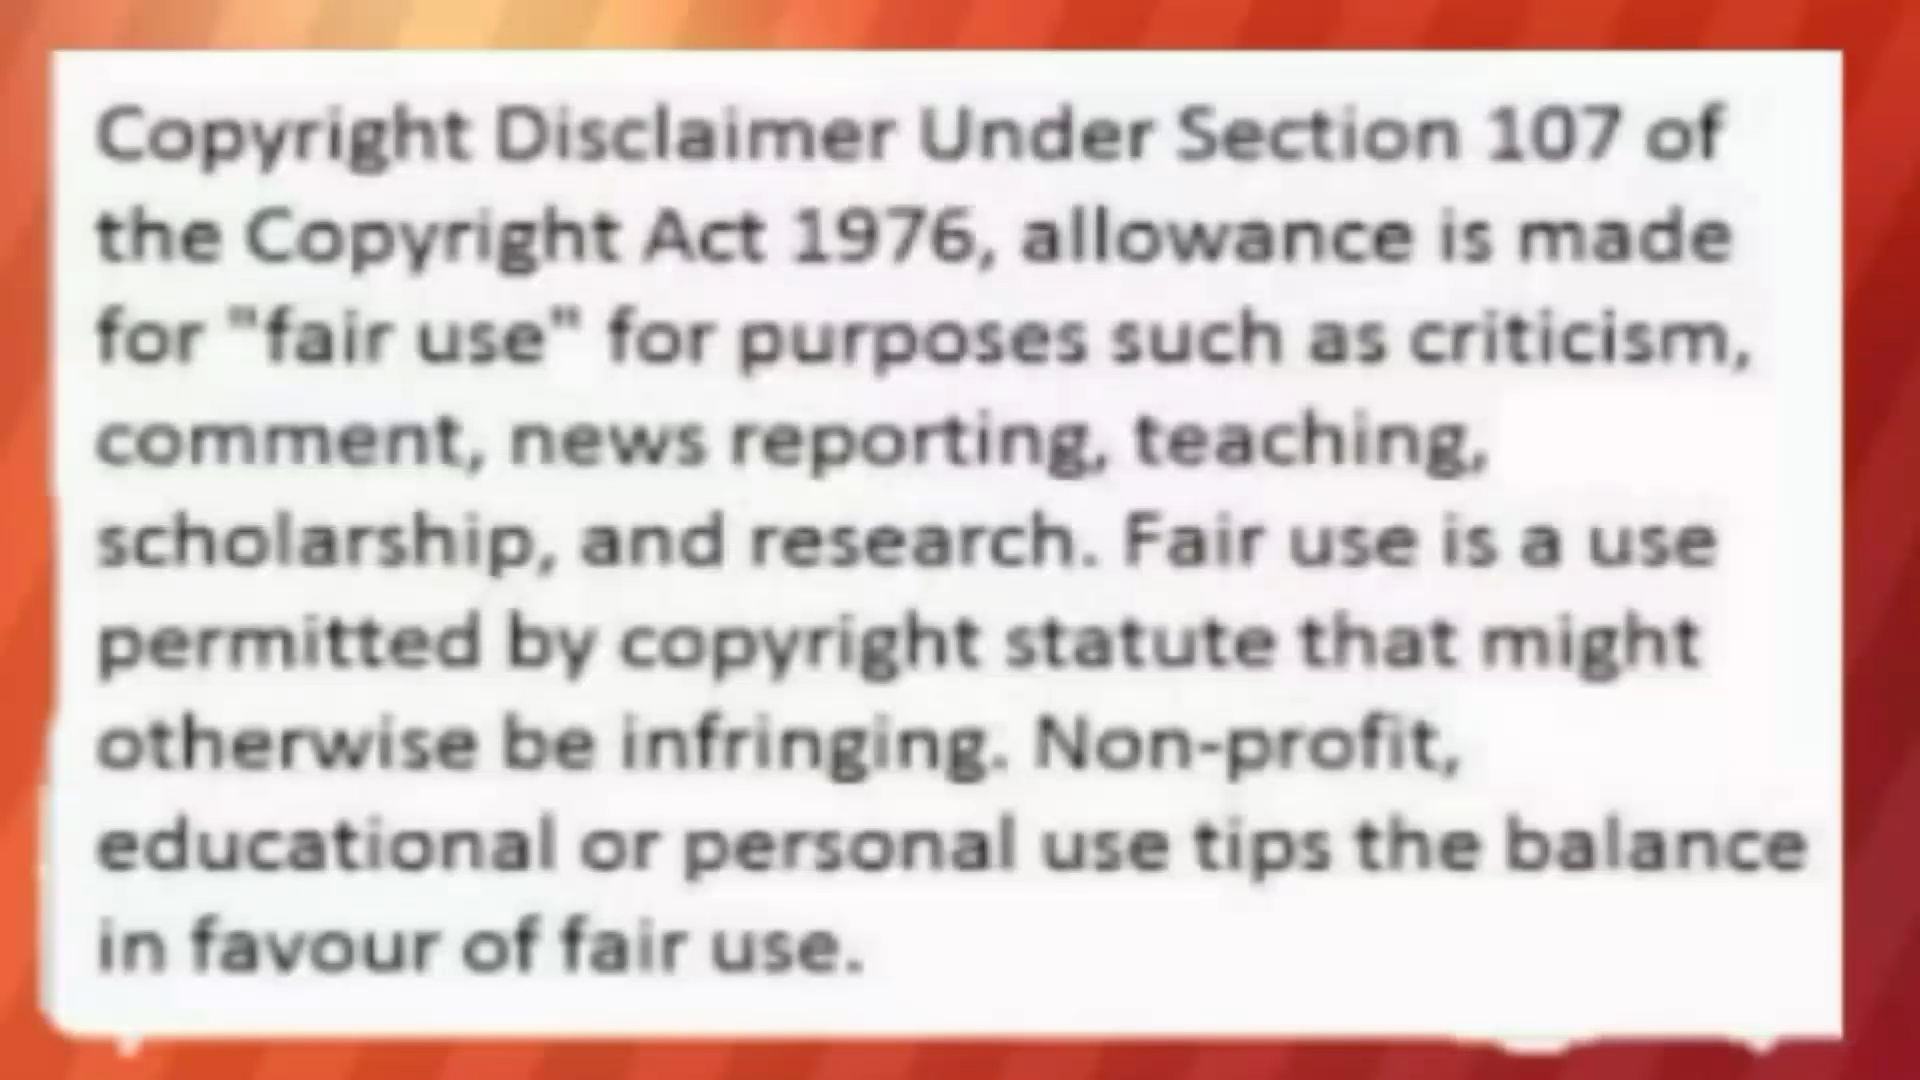 Copyright Disclaimer Under Section 107 of
the Copyright Act 1976, allowance is made
for "fair use" for purposes such as criticism,
comment, news reporting, teaching,
scholarship, and research. Fair use is a use
permitted by copyright statute that might
otherwise be infringing. Non-profit,
educational or personal use tips the balance
in favour of fair use.